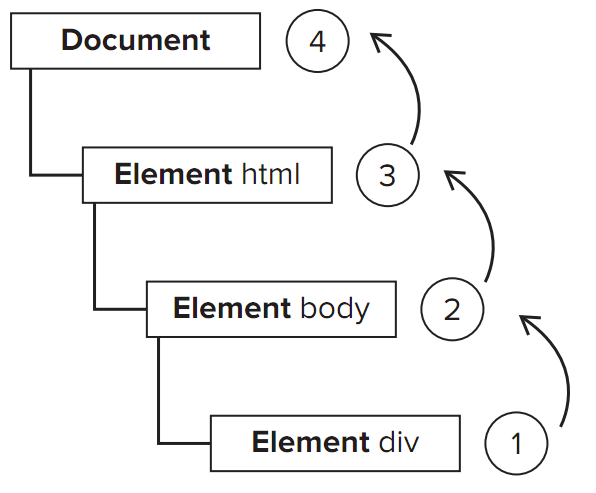 Document 4
Element html 3
Element body 2
Element div 1